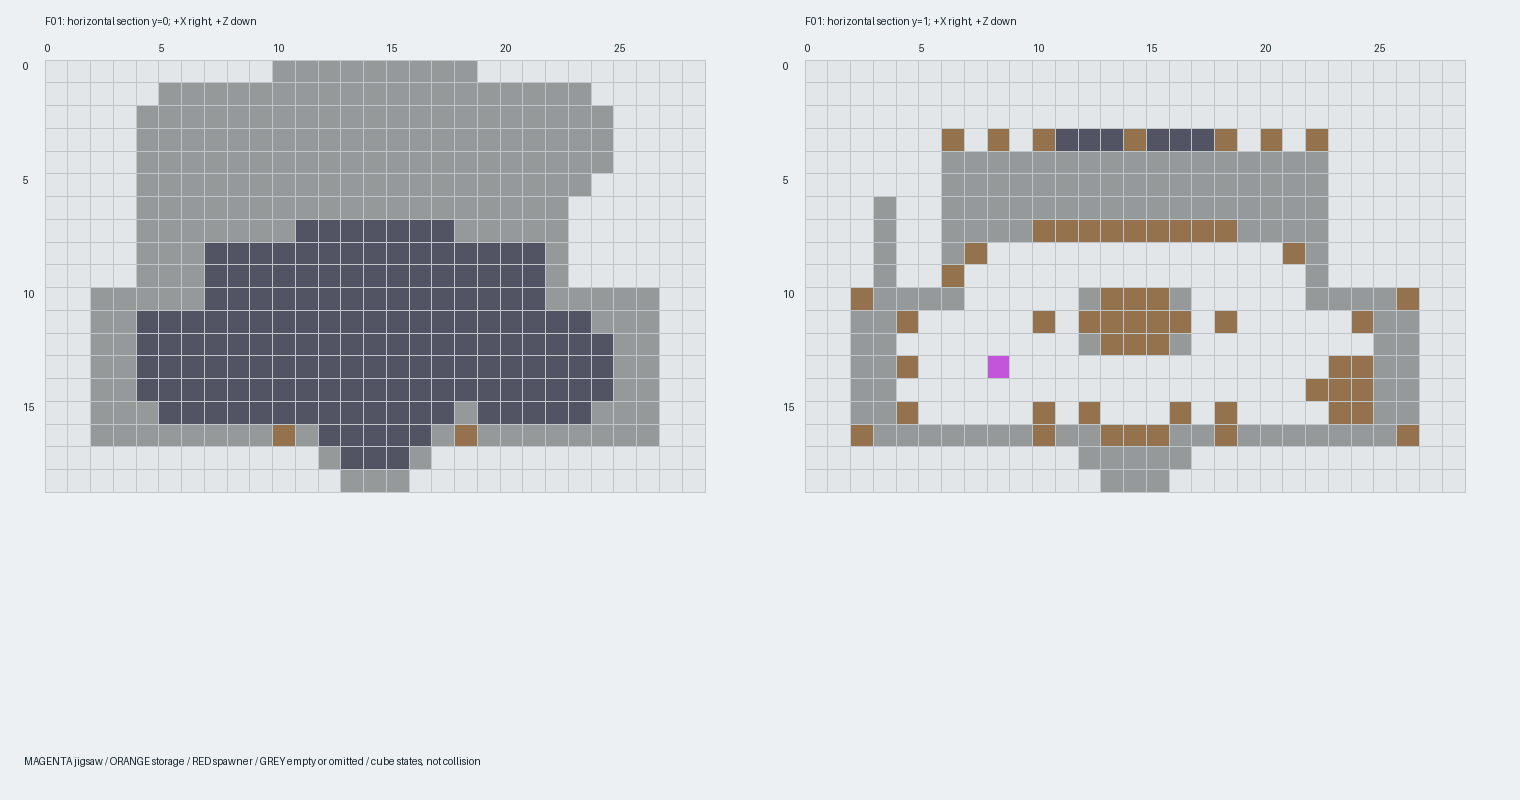 F01: horizontal section y=0; +X right, +Z down
F01: horizontal section y=1; +X right, +Z down
0 5 10 15 20 25
0 5 10 15 20 25
0
0
5
5
10
10
15
15
MAGENTA jigsaw / ORANGE storage / RED spawner / GREY empty or omitted / cube states, not collision